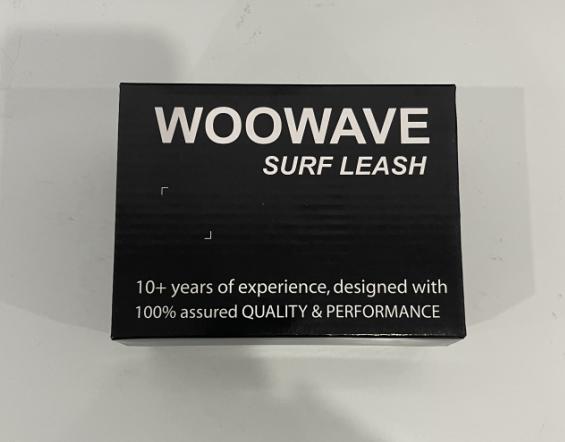 WOOWAVE
SURF LEASH
10+ years of experience, designed with
100% assured QUALITY & PERFORMANCE